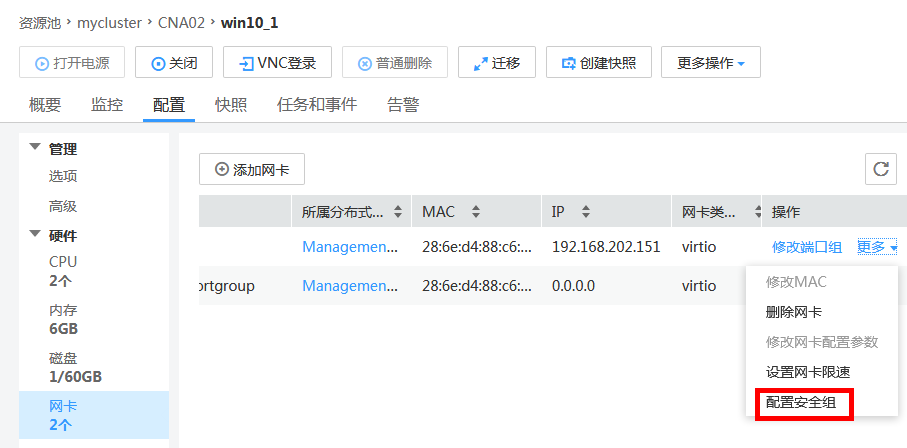 资源池 › mycluster › CNA02 › win10_1
打开电源 关闭 VNC登录 普通删除 迁移 创建快照 更多操作
概要 监控 配置 快照 任务和事件 告警
管理
选项
高级
硬件
CPU
2个
内存
6GB
磁盘
1/60GB
网卡
2个
添加网卡
所属分布式... MAC IP 网卡类... 操作
Managemen... 28:6e:d4:88:c6:... 192.168.202.151 virtio 修改端口组 更多
ortgroup Managemen... 28:6e:d4:88:c6:... 0.0.0.0 virtio
修改MAC
删除网卡
修改网卡配置参数
设置网卡限速
配置安全组